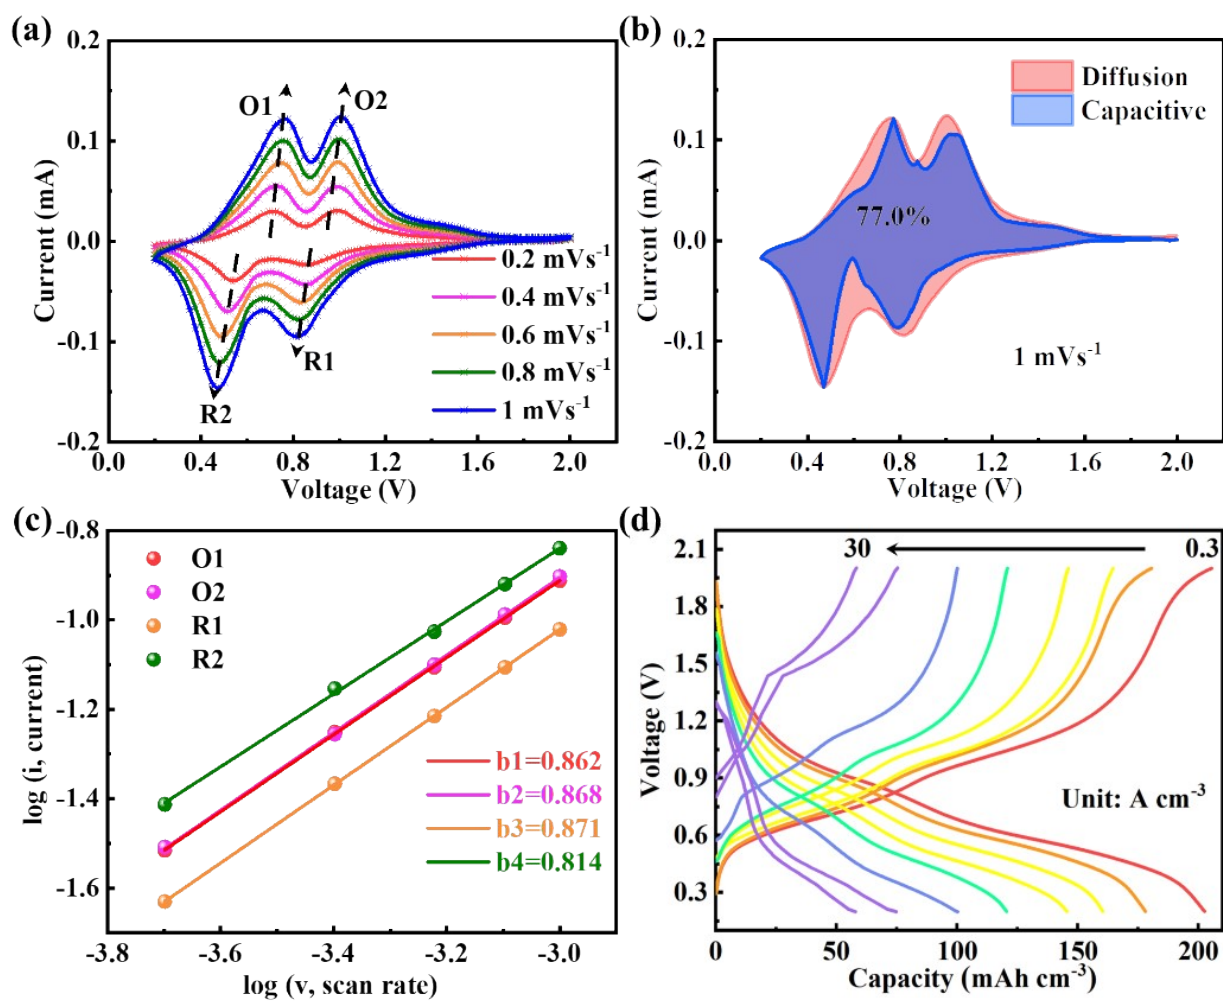 (a)
0.2
0.1
0.0
-0.1
-0.2
Current (mA)
O1
O2
R1
R2
0.2 mVs⁻¹
0.4 mVs⁻¹
0.6 mVs⁻¹
0.8 mVs⁻¹
1 mVs⁻¹
0.0 0.4 0.8 1.2 1.6 2.0
Voltage (V)
(b)
0.2
0.1
0.0
-0.1
-0.2
Current (mA)
Diffusion
Capacitive
77.0%
1 mVs⁻¹
0.0 0.4 0.8 1.2 1.6 2.0
Voltage (V)
(c)
-0.8
-1.0
-1.2
-1.4
-1.6
log (i, current)
O1
O2
R1
R2
b1=0.862
b2=0.868
b3=0.871
b4=0.814
-3.8 -3.6 -3.4 -3.2 -3.0
log (v, scan rate)
(d)
2.1
1.8
1.5
1.2
0.9
0.6
0.3
Voltage (V)
30 0.3
Unit: A cm⁻³
0 50 100 150 200
Capacity (mAh cm⁻³)